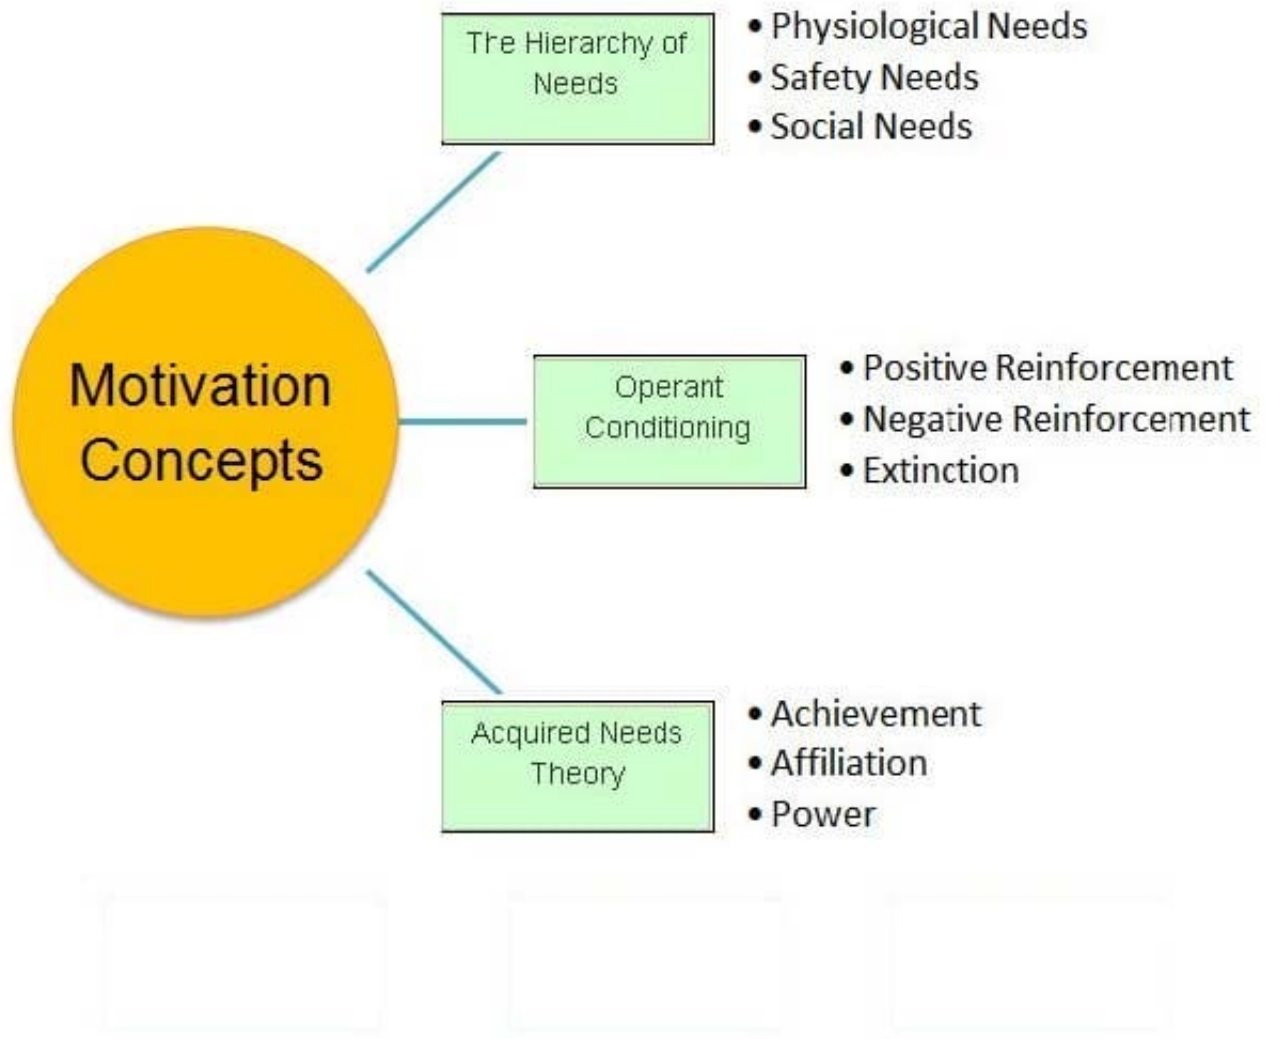 The Hierarchy of
Needs
• Physiological Needs
• Safety Needs
• Social Needs
Motivation
Concepts
Operant
Conditioning
• Positive Reinforcement
• Negative Reinforcement
• Extinction
Acquired Needs
Theory
• Achievement
• Affiliation
• Power